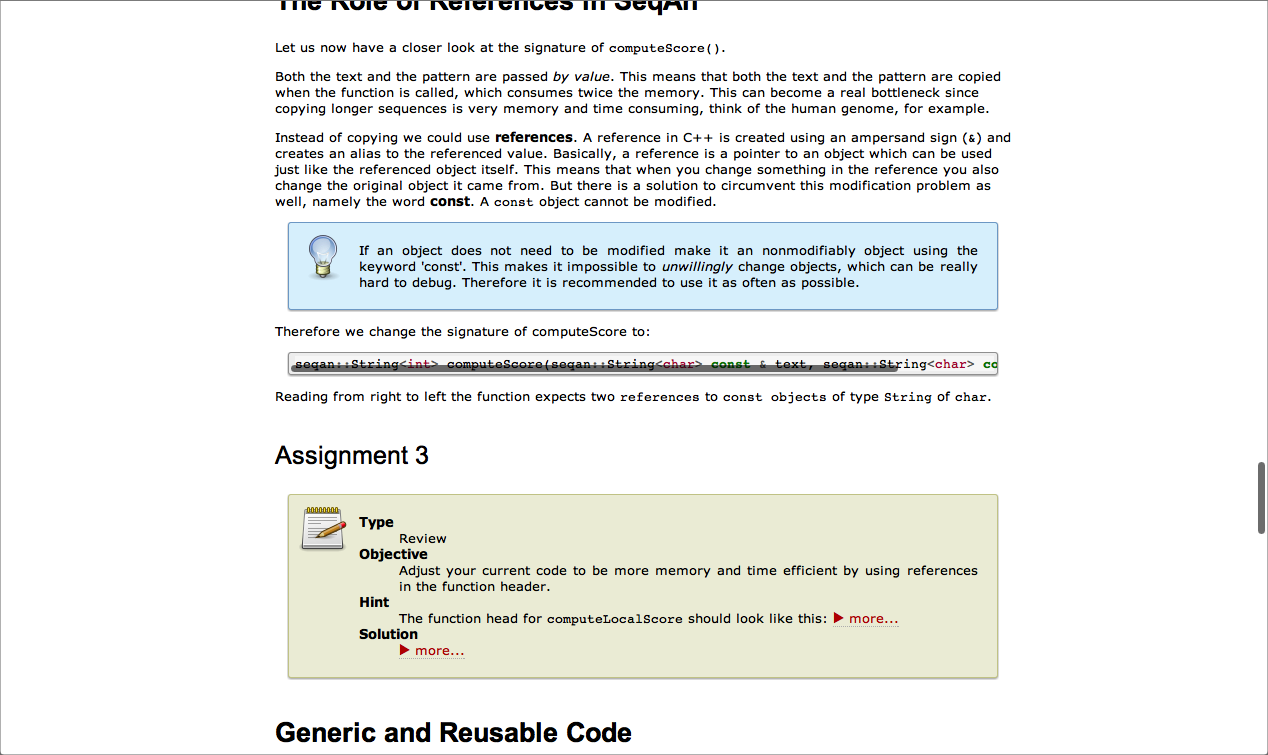 The Role of References in SeqAn
Let us now have a closer look at the signature of computeScore().
Both the text and the pattern are passed by value. This means that both the text and the pattern are copied
when the function is called, which consumes twice the memory. This can become a real bottleneck since
copying longer sequences is very memory and time consuming, think of the human genome, for example.
Instead of copying we could use references. A reference in C++ is created using an ampersand sign (&) and
creates an alias to the referenced value. Basically, a reference is a pointer to an object which can be used
just like the referenced object itself. This means that when you change something in the reference you also
change the original object it came from. But there is a solution to circumvent this modification problem as
well, namely the word const. A const object cannot be modified.
If an object does not need to be modified make it an nonmodifiably object using the
keyword 'const'. This makes it impossible to unwillingly change objects, which can be really
hard to debug. Therefore it is recommended to use it as often as possible.
Therefore we change the signature of computeScore to:
seqan::String<int> computeScore(seqan::String<char> const & text, seqan::String<char> co
Reading from right to left the function expects two references to const objects of type String of char.
Assignment 3
Type
Review
Objective
Adjust your current code to be more memory and time efficient by using references
in the function header.
Hint
The function head for computeLocalScore should look like this: ▶ more...
Solution
▶ more...
Generic and Reusable Code